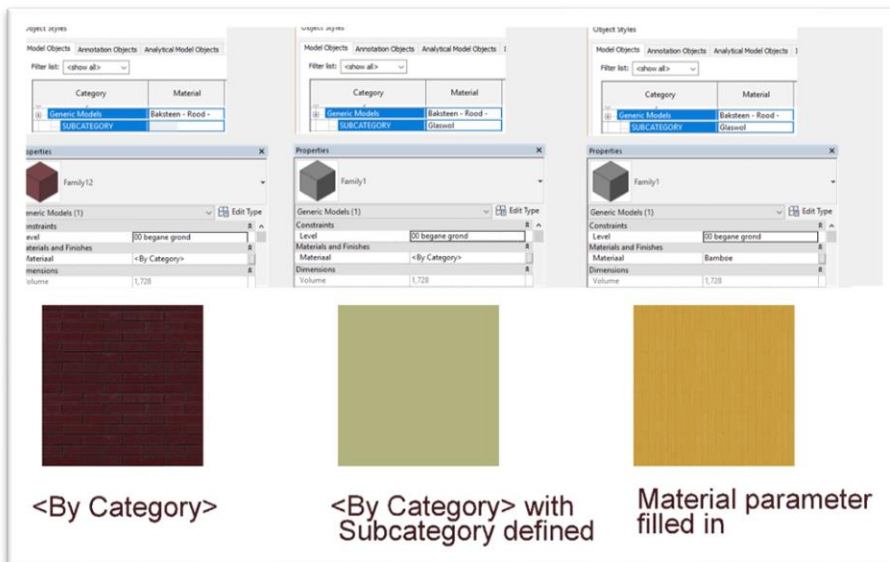 Object Styles
Model Objects Annotation Objects Analytical Model Objects
Filter list: <show all>
Category Material
Generic Models Baksteen - Rood -
SUBCATEGORY
Properties
Family12
Generic Models (1) Edit Type
Constraints
Level 00 begane grond
Materials and Finishes
Materiaal <By Category>
Dimensions
Volume 1,728
<By Category>
Object Styles
Model Objects Annotation Objects Analytical Model Objects
Filter list: <show all>
Category Material
Generic Models Baksteen - Rood -
SUBCATEGORY Glaswol
Properties
Family1
Generic Models (1) Edit Type
Constraints
Level 00 begane grond
Materials and Finishes
Materiaal <By Category>
Dimensions
Volume 1,728
<By Category> with
Subcategory defined
Object Styles
Model Objects Annotation Objects Analytical Model Objects
Filter list: <show all>
Category Material
Generic Models Baksteen - Rood -
SUBCATEGORY Glaswol
Properties
Family1
Generic Models (1) Edit Type
Constraints
Level 00 begane grond
Materials and Finishes
Materiaal Bamboe
Dimensions
Volume 1,728
Material parameter
filled in